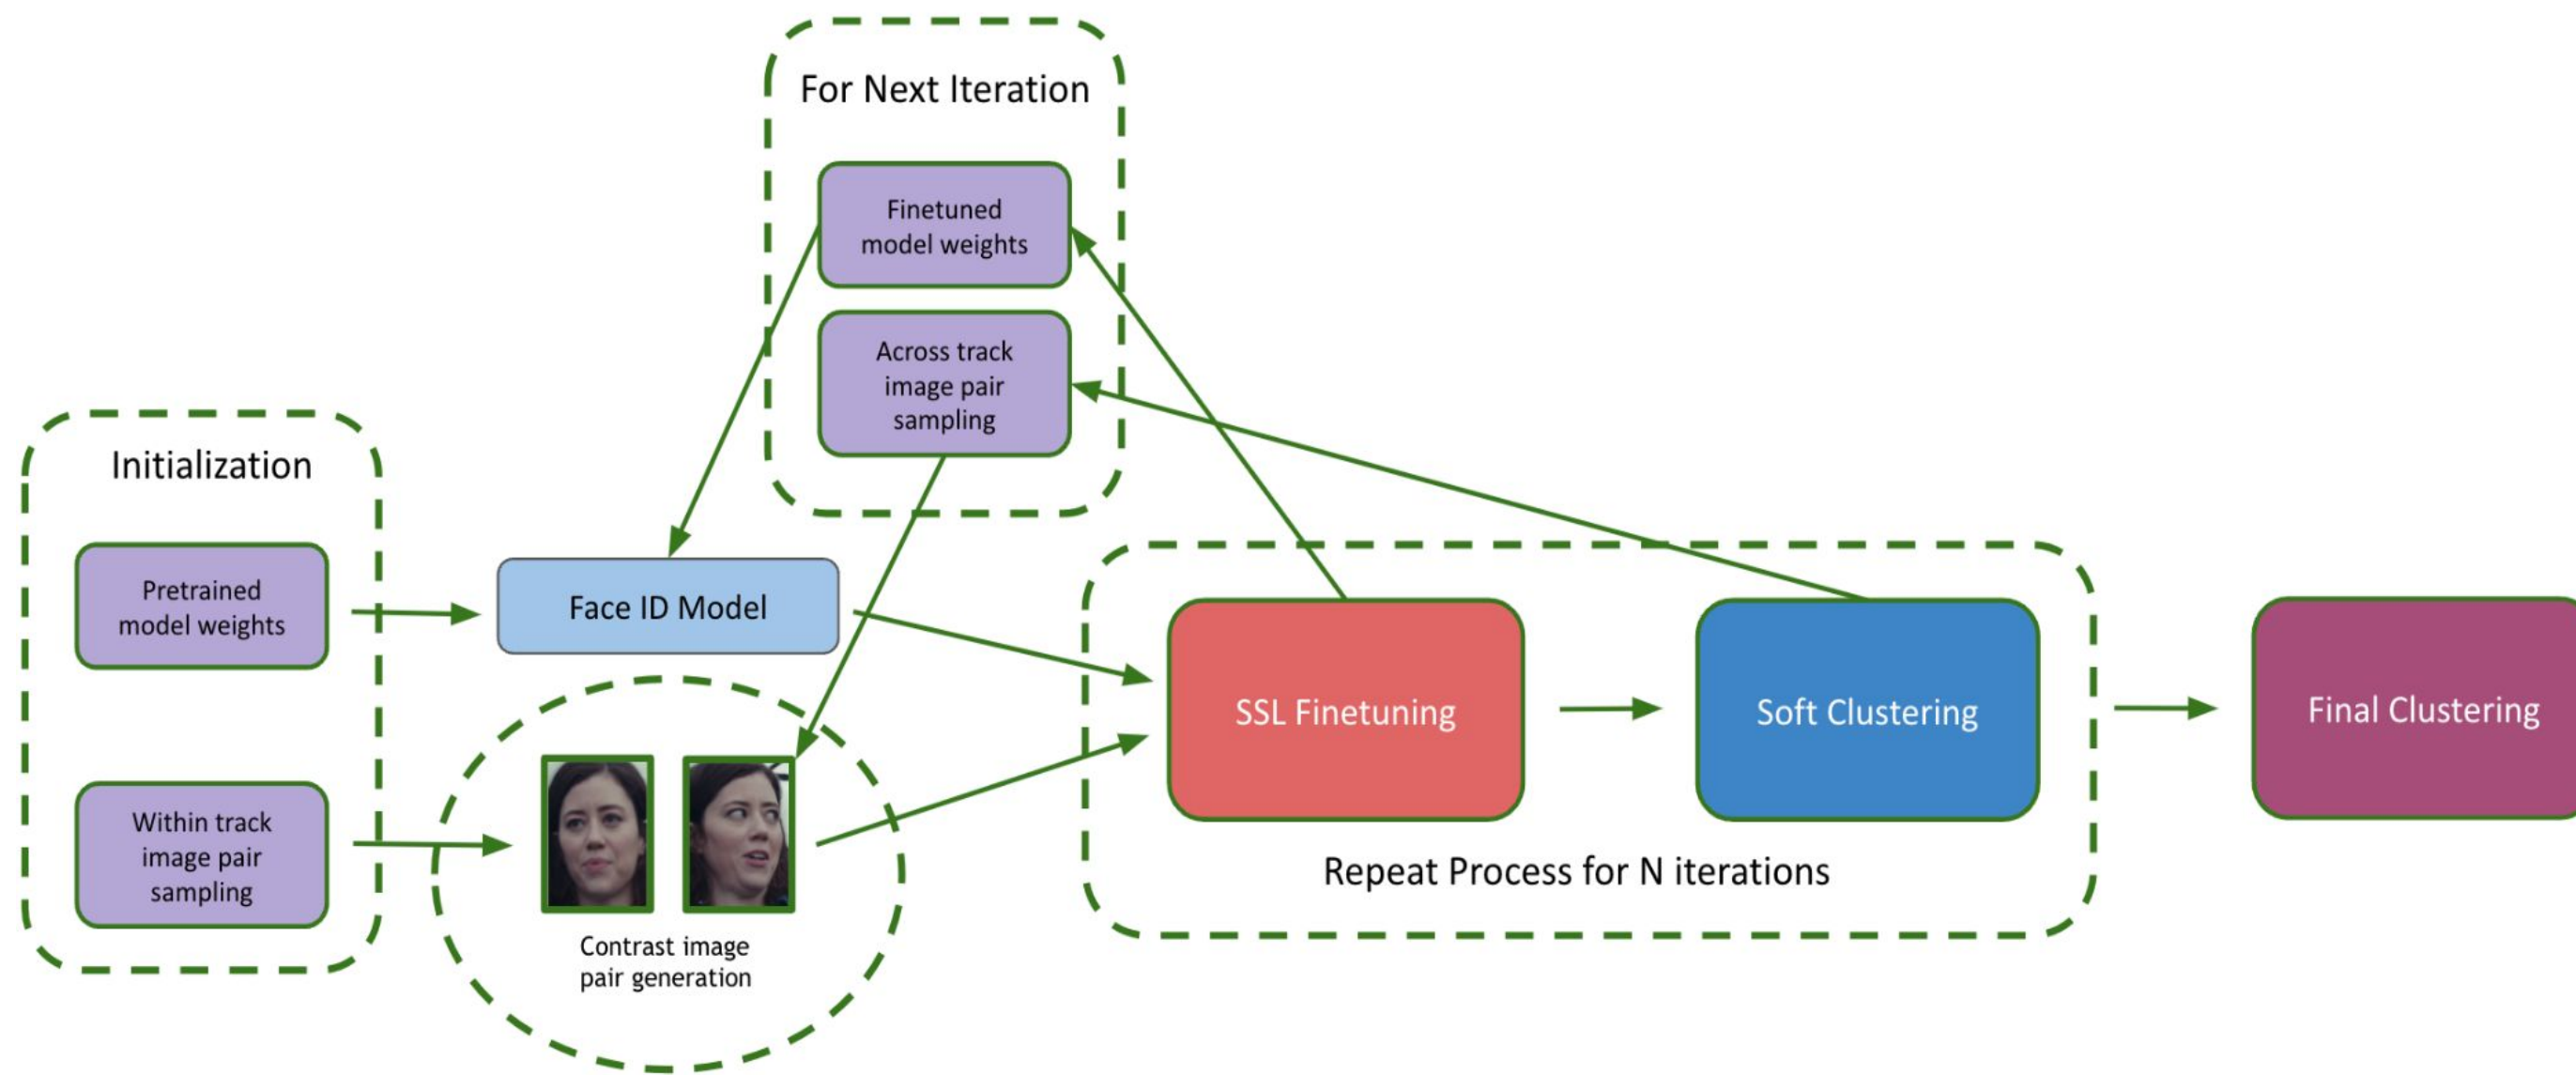 For Next Iteration
Finetuned
model weights
Across track
image pair
sampling
Initialization
Pretrained
model weights
Within track
image pair
sampling
Face ID Model
Contrast image
pair generation
SSL Finetuning
Soft Clustering
Repeat Process for N iterations
Final Clustering